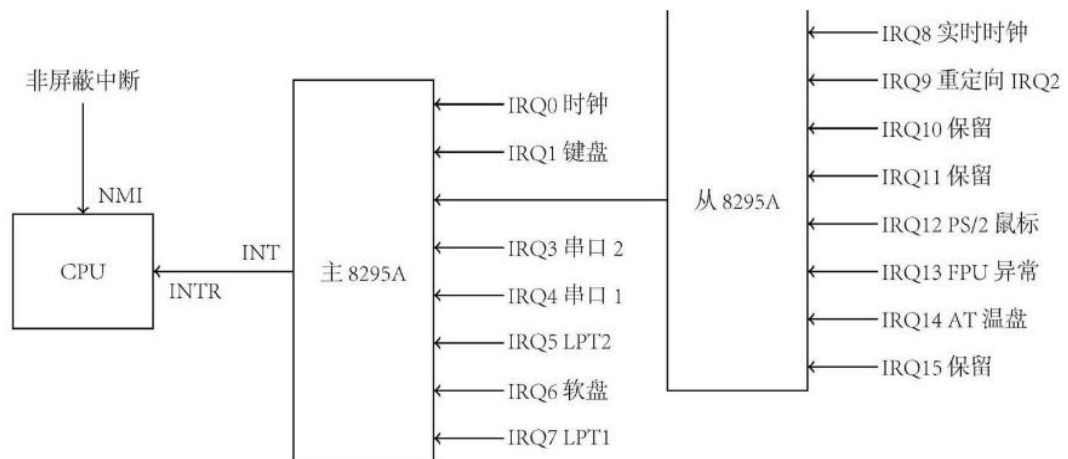 非屏蔽中断
NMI
CPU
INT
INTR
主 8295A
IRQ0 时钟
IRQ1 键盘
IRQ3 串口 2
IRQ4 串口 1
IRQ5 LPT2
IRQ6 软盘
IRQ7 LPT1
从 8295A
IRQ8 实时时钟
IRQ9 重定向 IRQ2
IRQ10 保留
IRQ11 保留
IRQ12 PS/2 鼠标
IRQ13 FPU 异常
IRQ14 AT 温盘
IRQ15 保留